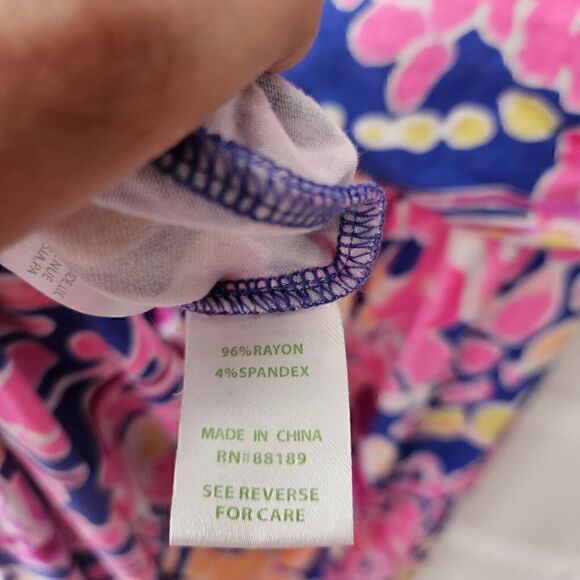 96%RAYON
4%SPANDEX
MADE IN CHINA
RN#88189
SEE REVERSE
FOR CARE